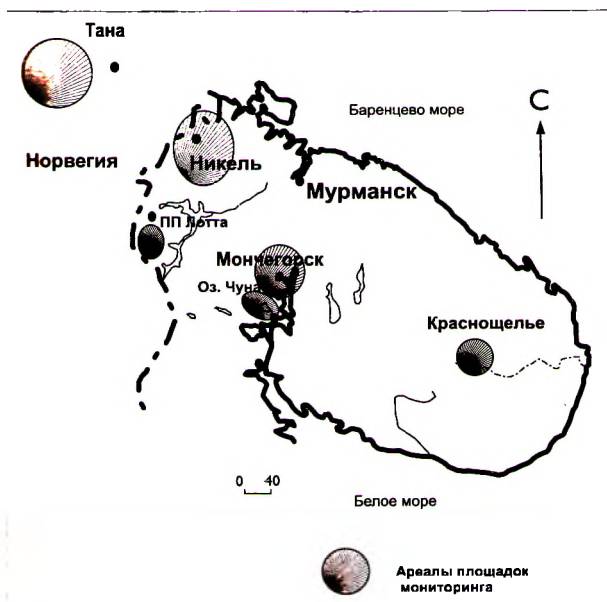 Тана
Баренцево море
С
Норвегия
Никель
Мурманск
ПП Лотта
Мончегорск
Оз. Чуна
Краснощелье
0 40
Белое море
Ареалы площадок
мониторинга